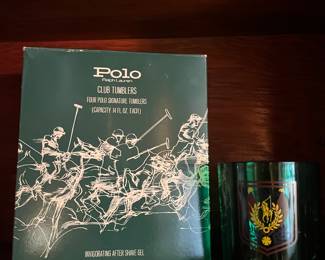 Polo
Ralph Lauren
CLUB TUMBLERS
FOUR POLO SIGNATURE TUMBLERS
(CAPACITY: 14 FL. OZ. EACH)
INVIGORATING AFTER SHAVE GEL